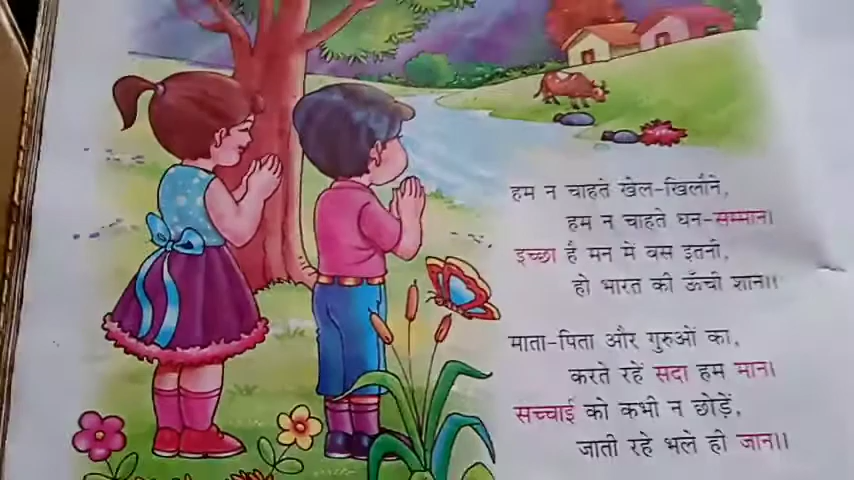 हम न चाहते खेल-खिलौने,
हम न चाहते धन-सम्मान।
इच्छा है मन में बस इतनी,
हो भारत की ऊँची शान।।
माता-पिता और गुरुओं का,
करते रहें सदा हम मान।
सच्चाई को कभी न छोड़ें,
जाती रहे भले ही जान।।